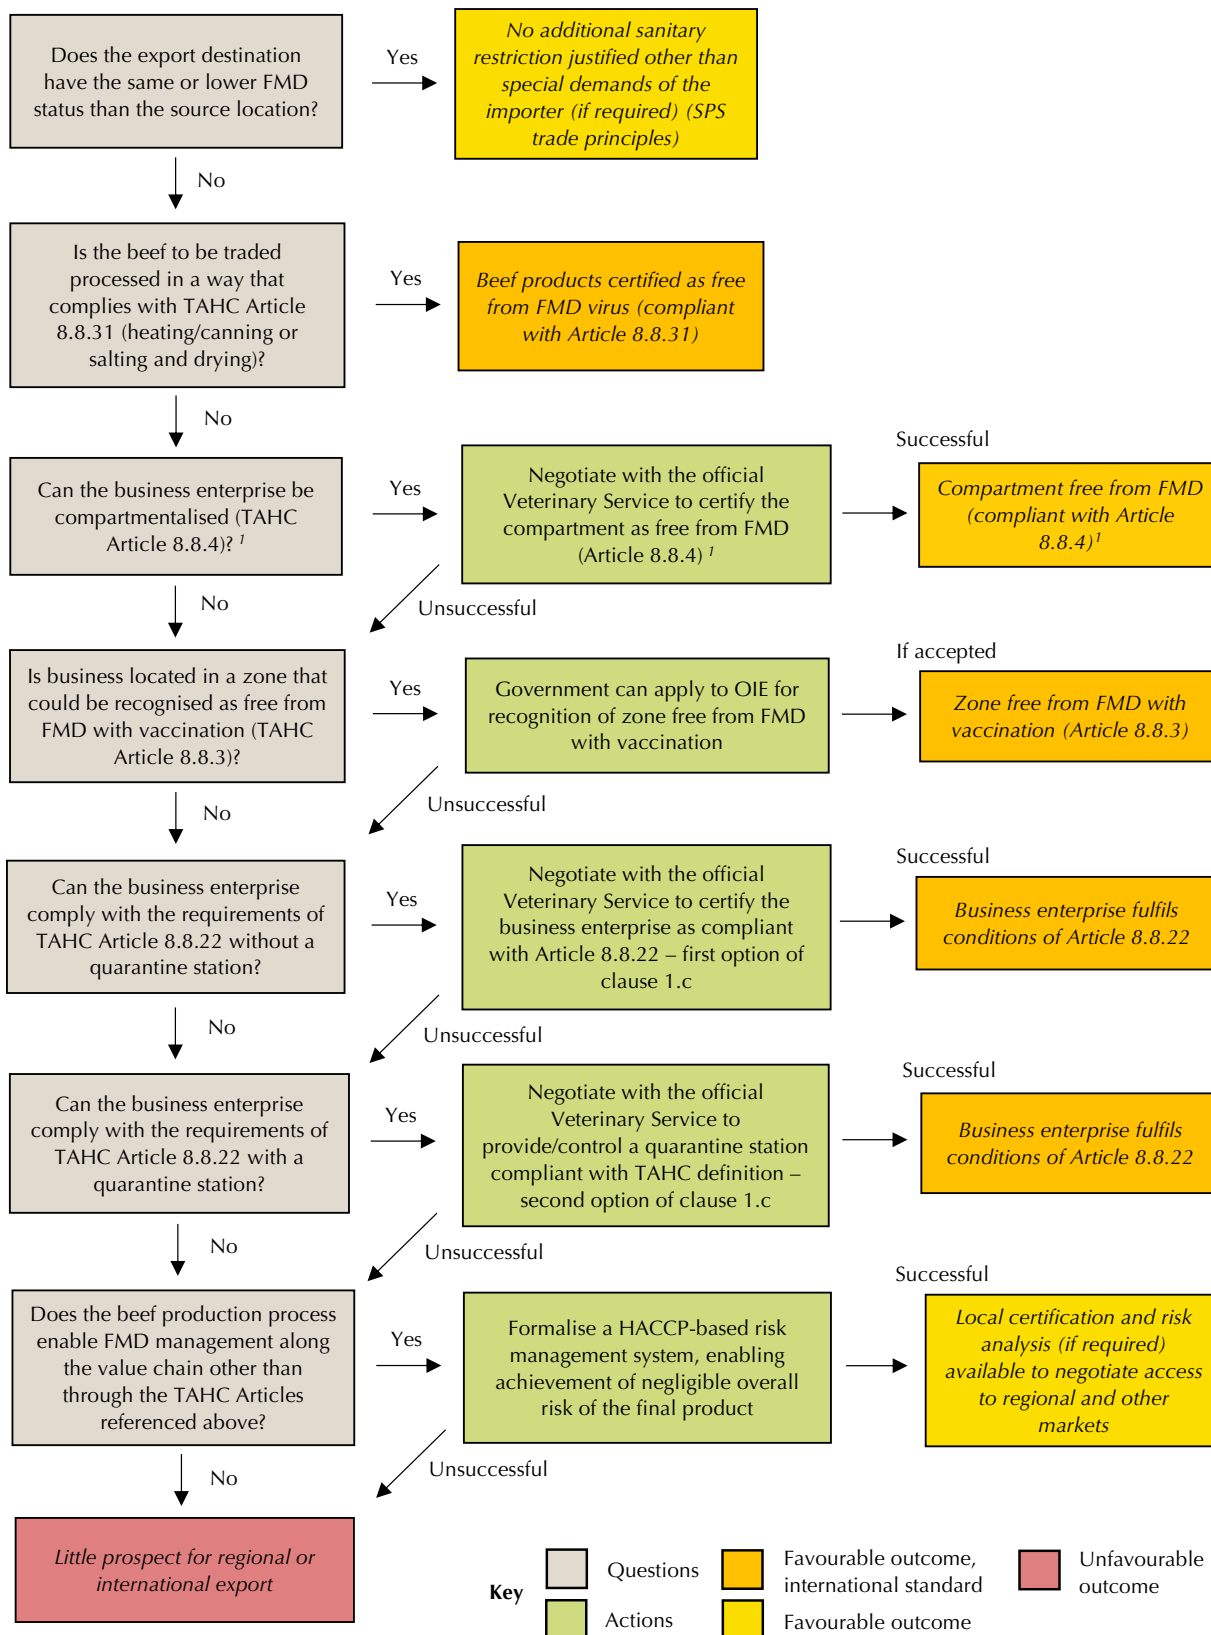 Does the export destination
have the same or lower FMD
status than the source location?
Yes
No additional sanitary
restriction justified other than
special demands of the
importer (if required) (SPS
trade principles)
No
Is the beef to be traded
processed in a way that
complies with TAHC Article
8.8.31 (heating/canning or
salting and drying)?
Yes
Beef products certified as free
from FMD virus (compliant
with Article 8.8.31)
No
Can the business enterprise be
compartmentalised (TAHC
Article 8.8.4)? 1
Yes
Negotiate with the official
Veterinary Service to certify the
compartment as free from FMD
(Article 8.8.4) 1
Successful
Compartment free from FMD
(compliant with Article
8.8.4)1
No
Unsuccessful
Is business located in a zone that
could be recognised as free from
FMD with vaccination (TAHC
Article 8.8.3)?
Yes
Government can apply to OIE for
recognition of zone free from FMD
with vaccination
If accepted
Zone free from FMD with
vaccination (Article 8.8.3)
No
Unsuccessful
Can the business enterprise
comply with the requirements of
TAHC Article 8.8.22 without a
quarantine station?
Yes
Negotiate with the official
Veterinary Service to certify the
business enterprise as compliant
with Article 8.8.22 – first option of
clause 1.c
Successful
Business enterprise fulfils
conditions of Article 8.8.22
No
Unsuccessful
Can the business enterprise
comply with the requirements of
TAHC Article 8.8.22 with a
quarantine station?
Yes
Negotiate with the official
Veterinary Service to
provide/control a quarantine station
compliant with TAHC definition –
second option of clause 1.c
Successful
Business enterprise fulfils
conditions of Article 8.8.22
No
Unsuccessful
Does the beef production process
enable FMD management along
the value chain other than
through the TAHC Articles
referenced above?
Yes
Formalise a HACCP-based risk
management system, enabling
achievement of negligible overall
risk of the final product
Successful
Local certification and risk
analysis (if required)
available to negotiate access
to regional and other
markets
No
Unsuccessful
Little prospect for regional or
international export
Key
Questions
Actions
Favourable outcome,
international standard
Favourable outcome
Unfavourable
outcome